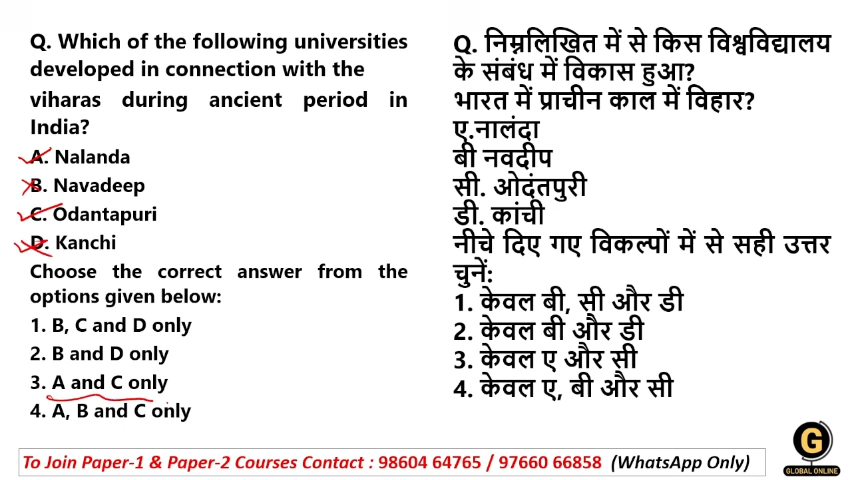 Q. Which of the following universities
developed in connection with the
viharas during ancient period in
India?
A. Nalanda
B. Navadeep
C. Odantapuri
D. Kanchi
Choose the correct answer from the
options given below:
1. B, C and D only
2. B and D only
3. A and C only
4. A, B and C only
Q. निम्नलिखित में से किस विश्वविद्यालय
के संबंध में विकास हुआ?
भारत में प्राचीन काल में विहार?
ए.नालंदा
बी नवदीप
सी. ओदंतपुरी
डी. कांची
नीचे दिए गए विकल्पों में से सही उत्तर
चुनें:
1. केवल बी, सी और डी
2. केवल बी और डी
3. केवल ए और सी
4. केवल ए, बी और सी
To Join Paper-1 & Paper-2 Courses Contact : 98604 64765 / 97660 66858 (WhatsApp Only)
G
GLOBAL ONLINE